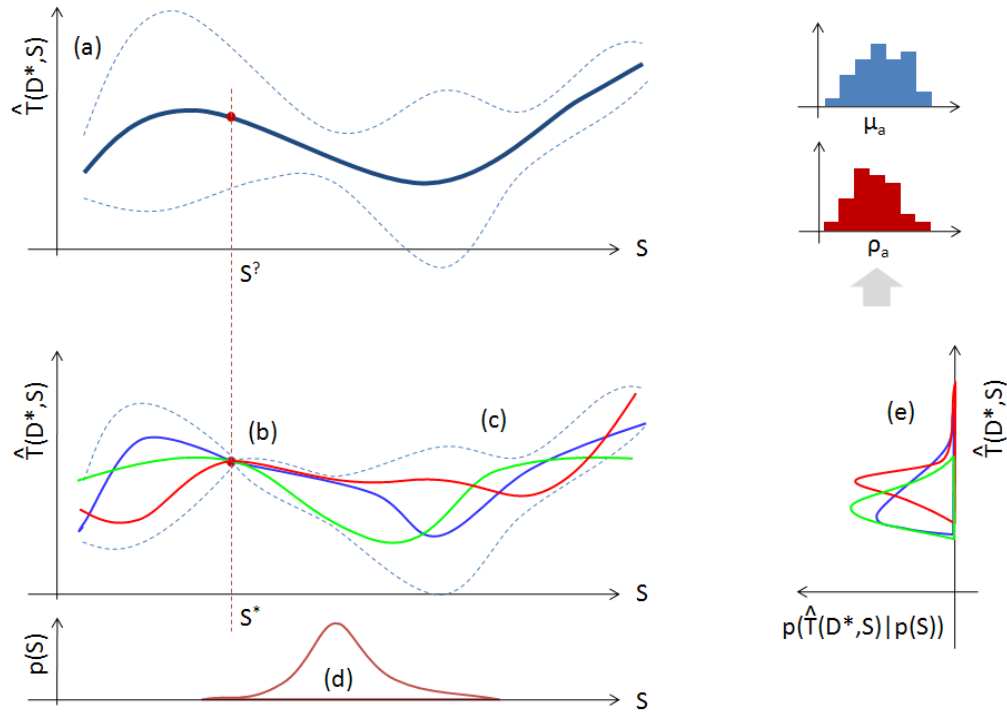 T̂(D*,S)
(a)
S
S?
μa
ρa
T̂(D*,S)
(b)
(c)
S
S*
(e)
T̂(D*,S)
p(T̂(D*,S)|p(S))
p(S)
(d)
S